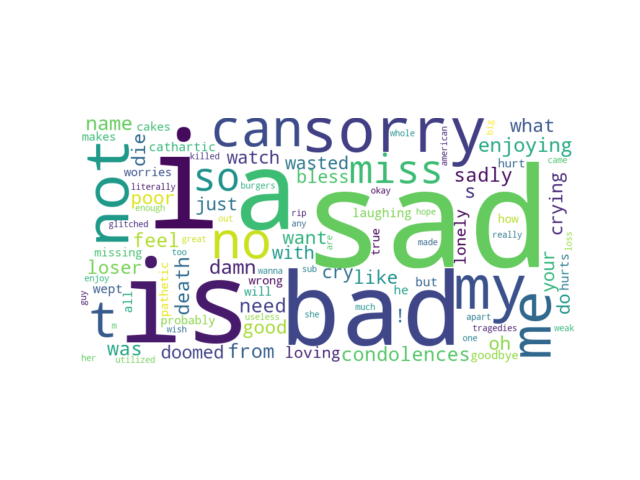 name
cakes
makes
cathartic
die
worries
literally
enough
poor
glitched
not
i
can
sorry
whole
american
big
what
enjoying
came
hurt
killed
watch
wasted
miss
bless
sadly
s
crying
so
burgers
a
sad
okay
just
laughing
hope
how
really
rip
any
out
feel
great
no
want
are
true
made
lonely
your
loss
missing
loser
pathetic
too
death
with
enjoy
guy
wept
t
is
damn
wrong
wanna
sub
cry
like
he
but
bad
my
me
do
hurts
all
m
wish
will
need
useless
she
much
!
apart
tragedies
one
weak
probably
good
oh
was
her
utilized
doomed
from
loving
condolences
goodbye